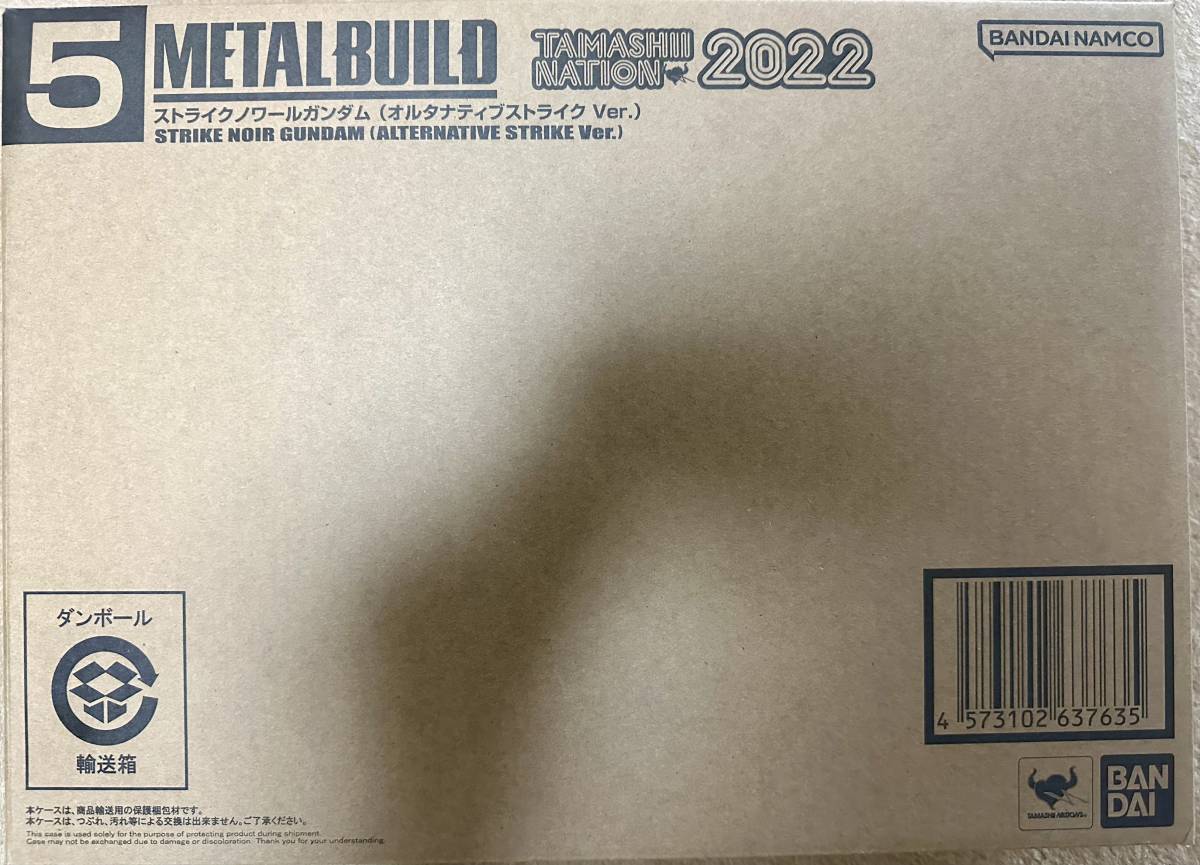 5
METAL BUILD
TAMASHII
NATION 2022
BANDAI NAMCO
ストライクノワールガンダム（オルタナティブストライク Ver.）
STRIKE NOIR GUNDAM (ALTERNATIVE STRIKE Ver.)
ダンボール
輸送箱
4 573102 637635
本ケースは、商品輸送用の保護梱包材です。
本ケースは、つぶれ、汚れ等による交換は出来ません。ご了承ください。
This case is used solely for the purpose of protecting product during shipment.
Case may not be exchanged due to damage or discoloration. Thank you for your understanding.
TAMASHII NATIONS
BAN
DAI